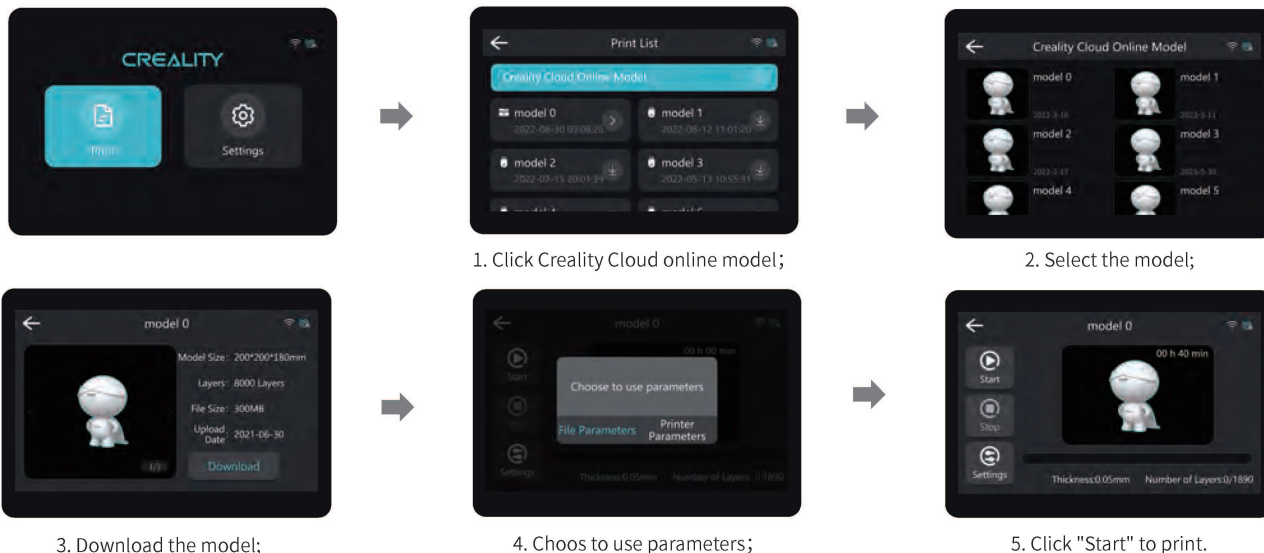 CREALITY
Print
Settings
Print List
Creality Cloud Online Model
model 0
2022-08-30 09:06:26
model 1
2022-08-12 11:01:20
model 2
2022-07-15 20:01:39
model 3
2022-05-13 10:55:31
1. Click Creality Cloud online model;
Creality Cloud Online Model
model 0
model 1
model 2
model 3
model 4
model 5
2. Select the model;
model 0
Model Size: 200*200*180mm
Layers: 8000 Layers
File Size: 300MB
Upload Date: 2021-06-30
1/1
Download
3. Download the model;
model 0
00 h 00 min
Start
Choose to use parameters
Stop
File Parameters
Printer
Parameters
Settings
Thickness:0.05mm Number of Layers: 0/1890
4. Choos to use parameters;
model 0
00 h 40 min
Start
Stop
Settings
Thickness:0.05mm Number of Layers:0/1890
5. Click "Start" to print.